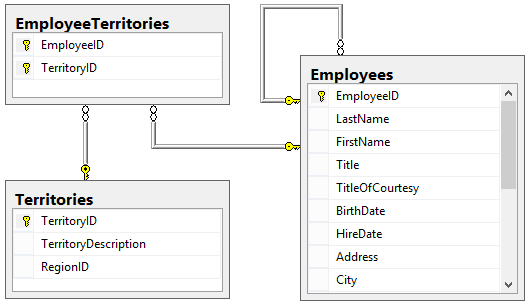 EmployeeTerritories
EmployeeID
TerritoryID
Territories
TerritoryID
TerritoryDescription
RegionID
Employees
EmployeeID
LastName
FirstName
Title
TitleOfCourtesy
BirthDate
HireDate
Address
City